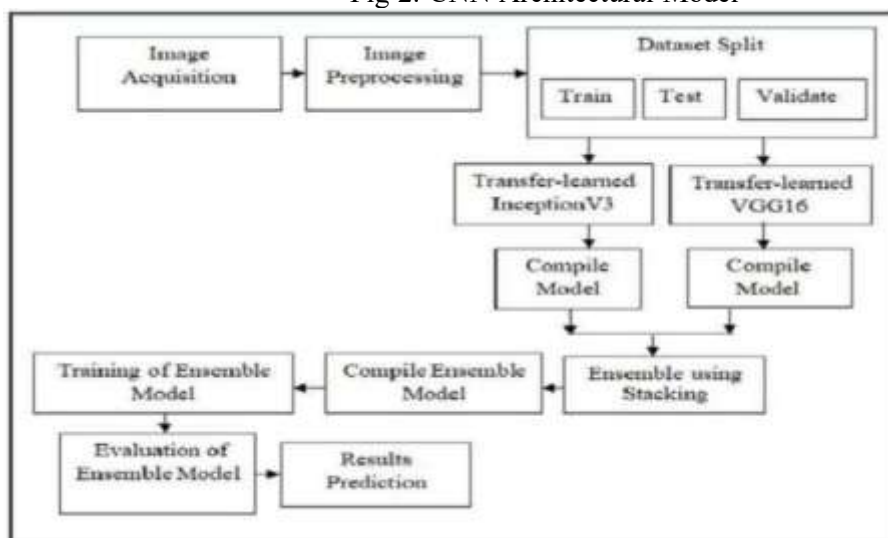 Fig 2: CNN Architectural Model
Image
Acquisition
Image
Preprocessing
Dataset Split
Train
Test
Validate
Transfer-learned
InceptionV3
Transfer-learned
VGG16
Compile
Model
Compile
Model
Ensemble using
Stacking
Compile Ensemble
Model
Training of Ensemble
Model
Evaluation of
Ensemble Model
Results
Prediction